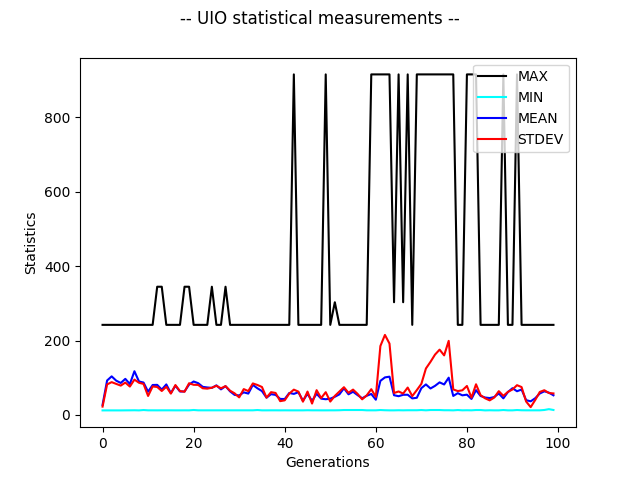 -- UIO statistical measurements --
MAX
MIN
MEAN
STDEV
Statistics
800
600
400
200
0
0
20
40
60
80
100
Generations